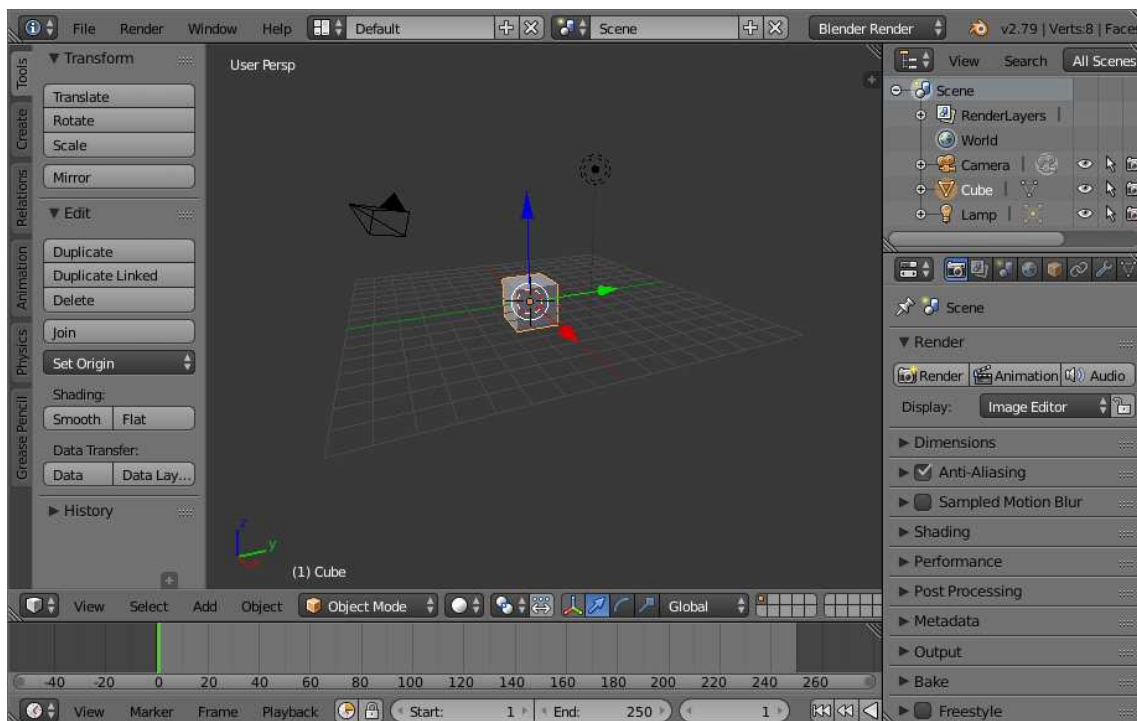 File Render Window Help Default Scene Blender Render v2.79 | Verts:8 | Faces
Tools
Create
Relations
Animation
Physics
Grease Pencil
Transform
Translate
Rotate
Scale
Mirror
Edit
Duplicate
Duplicate Linked
Delete
Join
Set Origin
Shading:
Smooth Flat
Data Transfer:
Data Data Lay...
History
User Persp
z
y
(1) Cube
View Select Add Object Object Mode Global
-40 -20 0 20 40 60 80 100 120 140 160 180 200 220 240 260
View Marker Frame Playback Start: 1 End: 250 1
View Search All Scenes
Scene
RenderLayers |
World
Camera |
Cube |
Lamp |
Scene
Render
Render Animation Audio
Display: Image Editor
Dimensions
Anti-Aliasing
Sampled Motion Blur
Shading
Performance
Post Processing
Metadata
Output
Bake
Freestyle